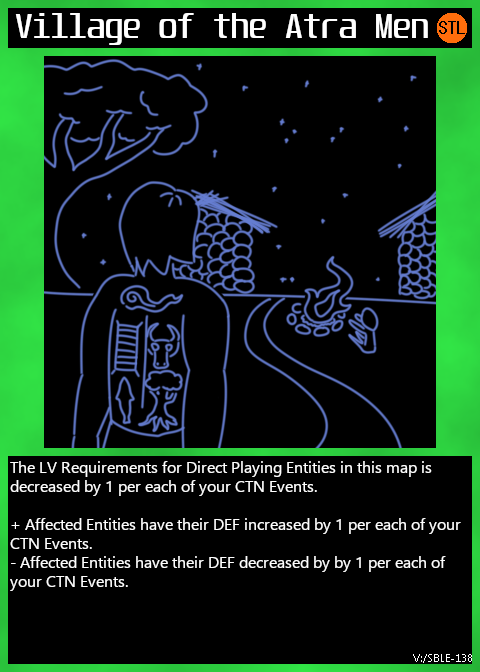 Village of the Atra Men STL
The LV Requirements for Direct Playing Entities in this map is
decreased by 1 per each of your CTN Events.
+ Affected Entities have their DEF increased by 1 per each of your
CTN Events.
- Affected Entities have their DEF decreased by by 1 per each of
your CTN Events.
V:/SBLE-138